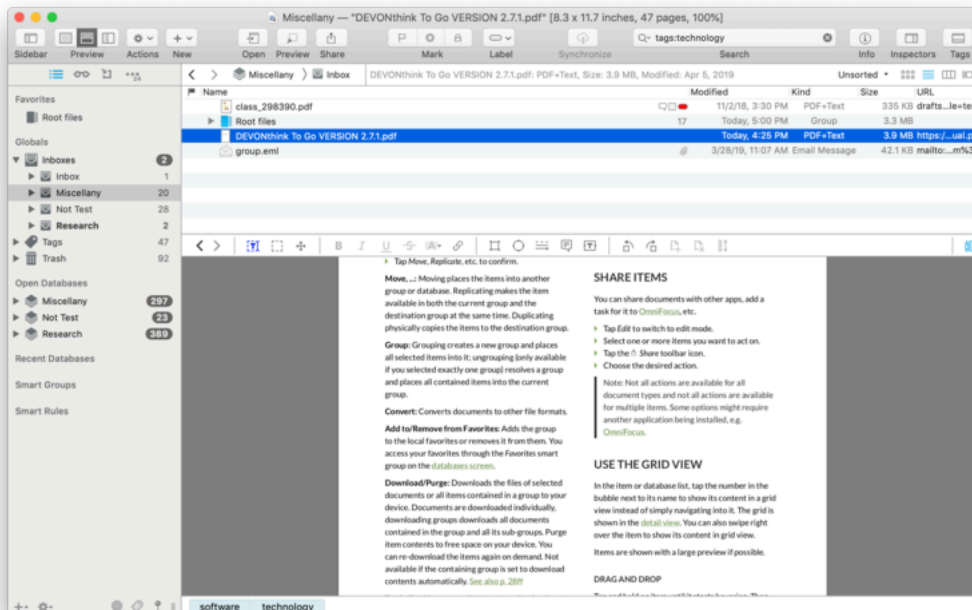 Miscellany — "DEVONthink To Go VERSION 2.7.1.pdf" [8.3 x 11.7 inches, 47 pages, 100%]
Sidebar Preview Actions New Open Preview Share Mark Label Synchronize Search Info Inspectors Tags
tags:technology
Miscellany Inbox DEVONthink To Go VERSION 2.7.1.pdf: PDF+Text, Size: 3.9 MB, Modified: Apr 5, 2019 Unsorted
Name Modified Kind Size URL
class_298390.pdf 11/2/18, 3:30 PM PDF+Text 335 KB drafts...le=te
Root files 17 Today, 5:00 PM Group 3.3 MB
DEVONthink To Go VERSION 2.7.1.pdf Today, 4:25 PM PDF+Text 3.9 MB https:/...ual.p
group.eml 3/28/19, 11:07 AM Email Message 42.1 KB mailto:...m%3
Favorites
Root files
Globals
Inboxes 2
Inbox 1
Miscellany 20
Not Test 28
Research 2
Tags 47
Trash 92
Open Databases
Miscellany 297
Not Test 23
Research 389
Recent Databases
Smart Groups
Smart Rules
Tap Move, Replicate, etc. to confirm.
Move, ...: Moving places the items into another
group or database. Replicating makes the item
available in both the current group and the
destination group at the same time. Duplicating
physically copies the items to the destination group.
Group: Grouping creates a new group and places
all selected items into it; ungrouping (only available
if you selected exactly one group) resolves a group
and places all contained items into the current
group.
Convert: Converts documents to other file formats.
Add to/Remove from Favorites: Adds the group
to the local favorites or removes it from them. You
access your favorites through the Favorites smart
group on the databases screen.
Download/Purge: Downloads the files of selected
documents or all items contained in a group to your
device. Documents are downloaded individually,
downloading groups downloads all documents
contained in the group and all its sub-groups. Purge
item contents to free space on your device. You
can re-download the items again on demand. Not
available if the containing group is set to download
contents automatically. See also p. 28ff
SHARE ITEMS
You can share documents with other apps, add a
task for it to OmniFocus, etc.
Tap Edit to switch to edit mode.
Select one or more items you want to act on.
Tap the Share toolbar icon.
Choose the desired action.
Note: Not all actions are available for all
document types and not all actions are available
for multiple items. Some options might require
another application being installed, e.g.
OmniFocus.
USE THE GRID VIEW
In the item or database list, tap the number in the
bubble next to its name to show its content in a grid
view instead of simply navigating into it. The grid is
shown in the detail view. You can also swipe right
over the item to show its content in grid view.
Items are shown with a large preview if possible.
DRAG AND DROP
software technology